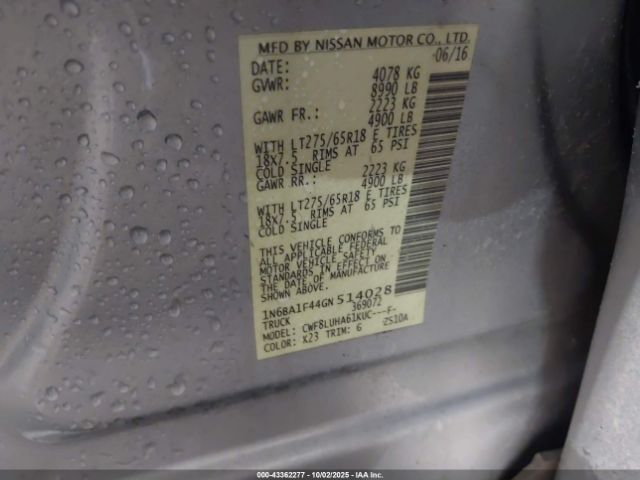 MFD BY NISSAN MOTOR CO., LTD.
DATE: 06/16
GVWR: 4078 KG
8990 LB
GAWR FR.: 2223 KG
4900 LB
WITH LT275/65R18 E TIRES
18X7.5 RIMS AT 65 PSI
COLD SINGLE
GAWR RR.: 2223 KG
4900 LB
WITH LT275/65R18 E TIRES
18X7.5 RIMS AT 65 PSI
COLD SINGLE
THIS VEHICLE CONFORMS TO
ALL APPLICABLE FEDERAL
MOTOR VEHICLE SAFETY
STANDARDS IN EFFECT ON
THE DATE OF MANUFACTURE
SHOWN ABOVE.
1N6BA1F44GN514028
TRUCK 369072
MODEL: CWF8LUHA61KUC---F-
COLOR: K23 TRIM: G 2S10A
000-43362277 - 10/02/2025 - IAA Inc.